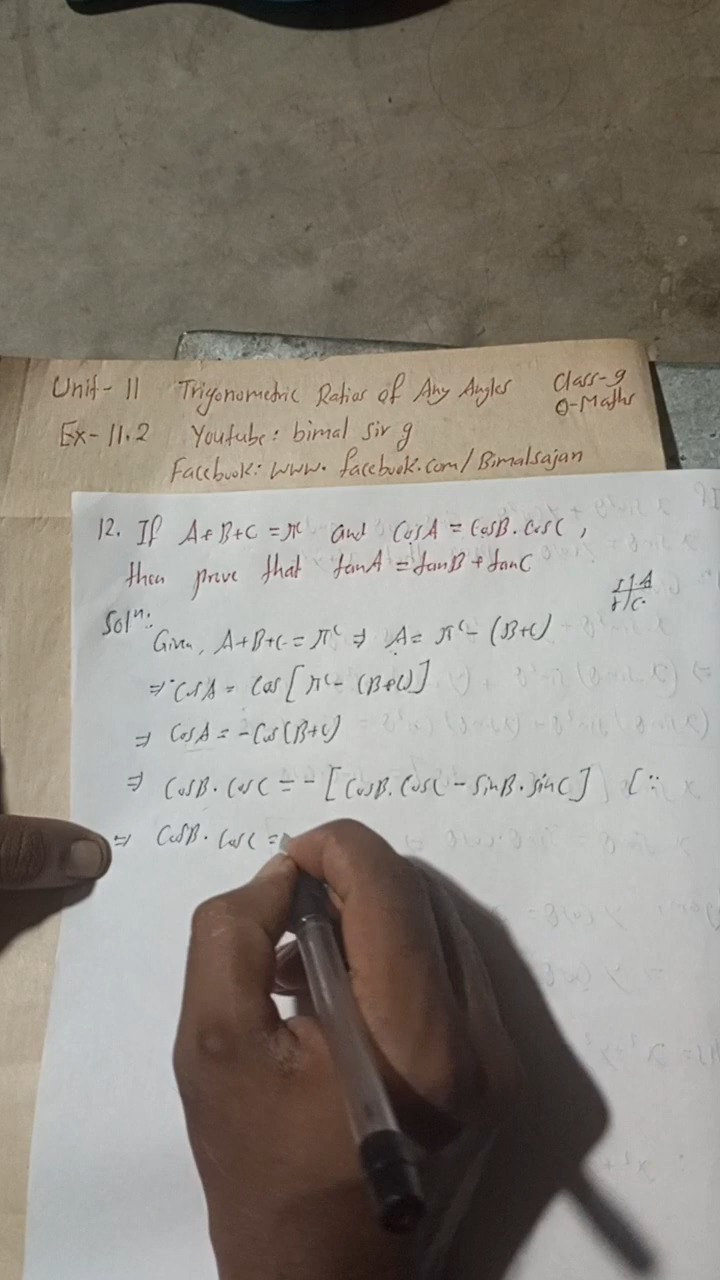 Unit- 11 Trigonometric Ratios of Any Angles Class-9
O-Maths
Ex- 11.2 Youtube: bimal sir g
Facebook: www. facebook.com/Bimalsajan
12. If A+B+C = π^c and CosA = CosB. CosC ,
then prove that tanA = tanB + tanC
S|A
T|C
Solⁿ:
Given, A+B+C = π^c ⇒ A= π^c - (B+C)
⇒ CosA = Cos[π^c - (B+C)]
⇒ CosA = -Cos(B+C)
⇒ CosB. CosC = - [CosB. CosC - SinB. SinC] [∵
⇒ CosB. CosC =